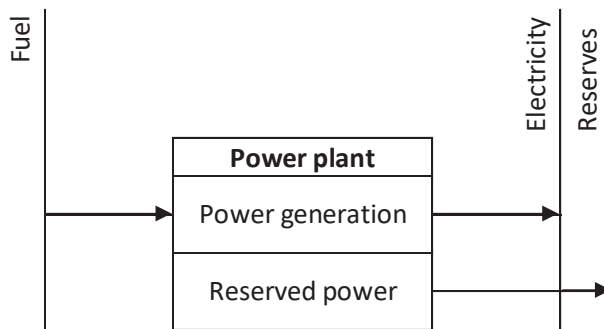 Fuel
Electricity
Reserves
Power plant
Power generation
Reserved power